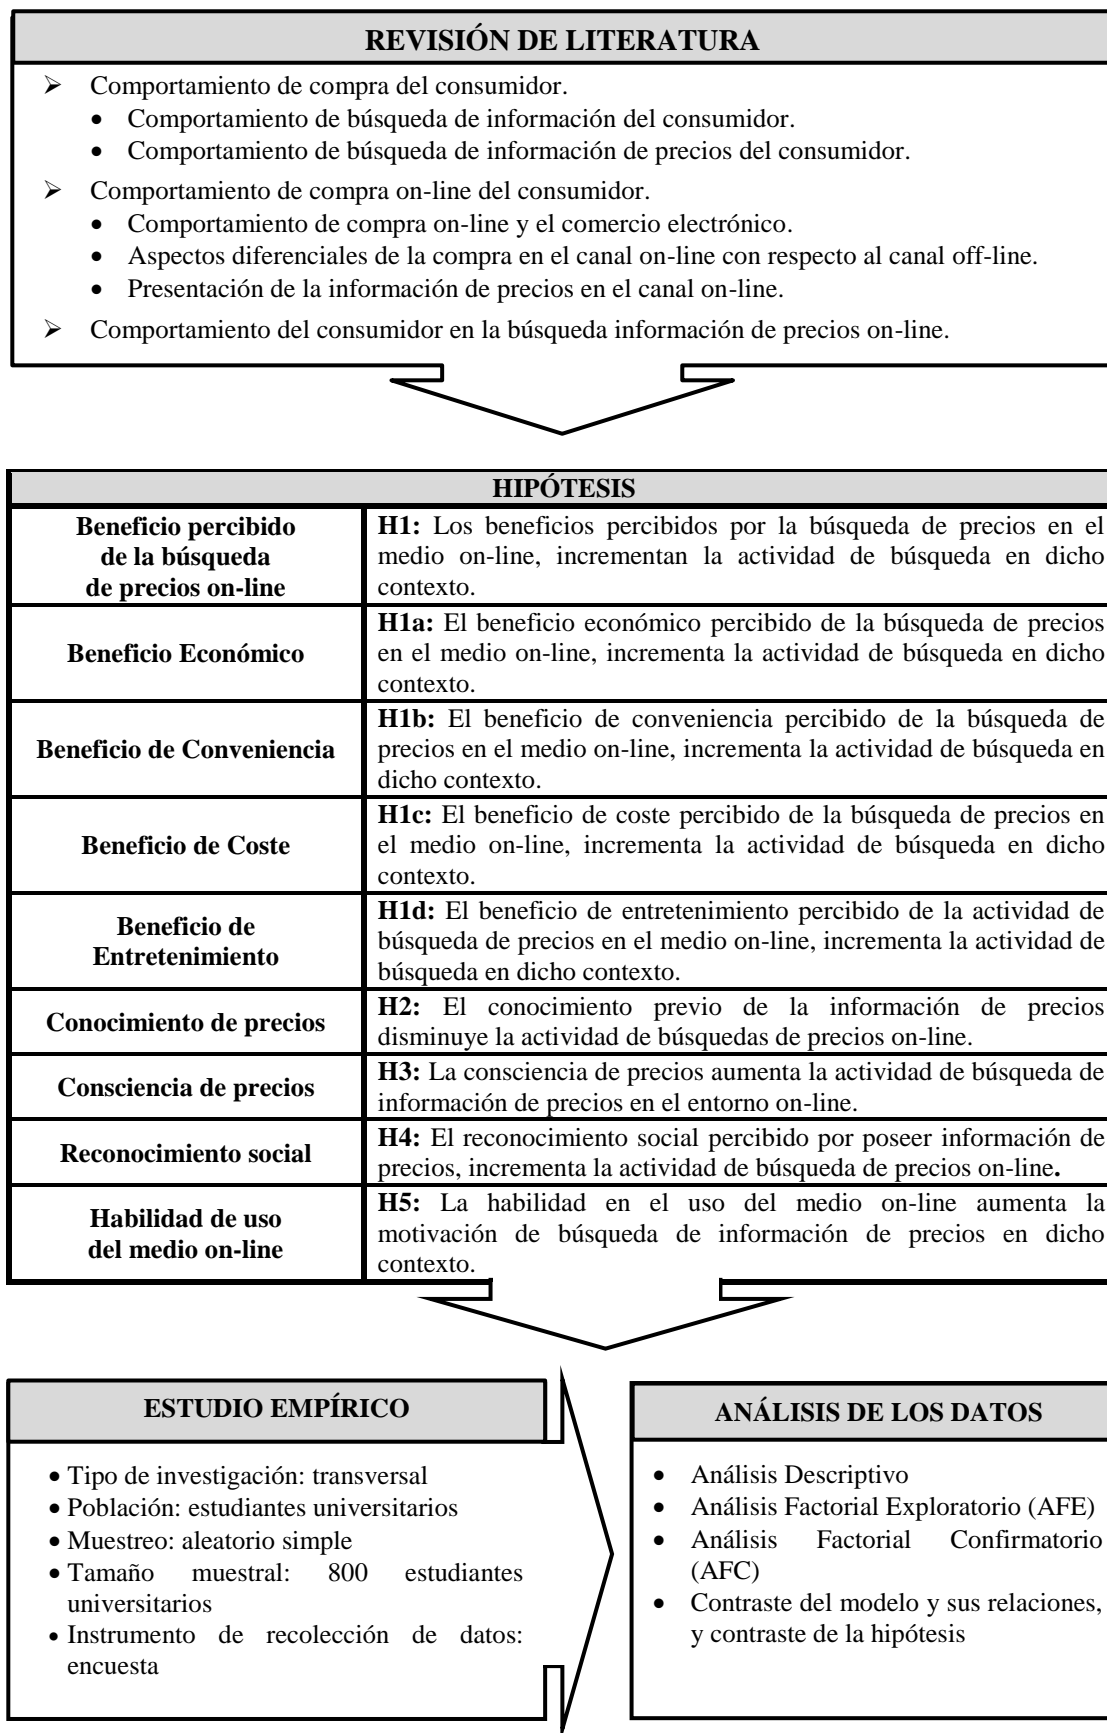 REVISIÓN DE LITERATURA
➢ Comportamiento de compra del consumidor.
• Comportamiento de búsqueda de información del consumidor.
• Comportamiento de búsqueda de información de precios del consumidor.
➢ Comportamiento de compra on-line del consumidor.
• Comportamiento de compra on-line y el comercio electrónico.
• Aspectos diferenciales de la compra en el canal on-line con respecto al canal off-line.
• Presentación de la información de precios en el canal on-line.
➢ Comportamiento del consumidor en la búsqueda información de precios on-line.
HIPÓTESIS
Beneficio percibido
de la búsqueda
de precios on-line
H1: Los beneficios percibidos por la búsqueda de precios en el
medio on-line, incrementan la actividad de búsqueda en dicho
contexto.
Beneficio Económico
H1a: El beneficio económico percibido de la búsqueda de precios
en el medio on-line, incrementa la actividad de búsqueda en dicho
contexto.
Beneficio de Conveniencia
H1b: El beneficio de conveniencia percibido de la búsqueda de
precios en el medio on-line, incrementa la actividad de búsqueda en
dicho contexto.
Beneficio de Coste
H1c: El beneficio de coste percibido de la búsqueda de precios en
el medio on-line, incrementa la actividad de búsqueda en dicho
contexto.
Beneficio de
Entretenimiento
H1d: El beneficio de entretenimiento percibido de la actividad de
búsqueda de precios en el medio on-line, incrementa la actividad de
búsqueda en dicho contexto.
Conocimiento de precios
H2: El conocimiento previo de la información de precios
disminuye la actividad de búsquedas de precios on-line.
Consciencia de precios
H3: La consciencia de precios aumenta la actividad de búsqueda de
información de precios en el entorno on-line.
Reconocimiento social
H4: El reconocimiento social percibido por poseer información de
precios, incrementa la actividad de búsqueda de precios on-line.
Habilidad de uso
del medio on-line
H5: La habilidad en el uso del medio on-line aumenta la
motivación de búsqueda de información de precios en dicho
contexto.
ESTUDIO EMPÍRICO
• Tipo de investigación: transversal
• Población: estudiantes universitarios
• Muestreo: aleatorio simple
• Tamaño muestral: 800 estudiantes
universitarios
• Instrumento de recolección de datos:
encuesta
ANÁLISIS DE LOS DATOS
• Análisis Descriptivo
• Análisis Factorial Exploratorio (AFE)
• Análisis Factorial Confirmatorio
(AFC)
• Contraste del modelo y sus relaciones,
y contraste de la hipótesis